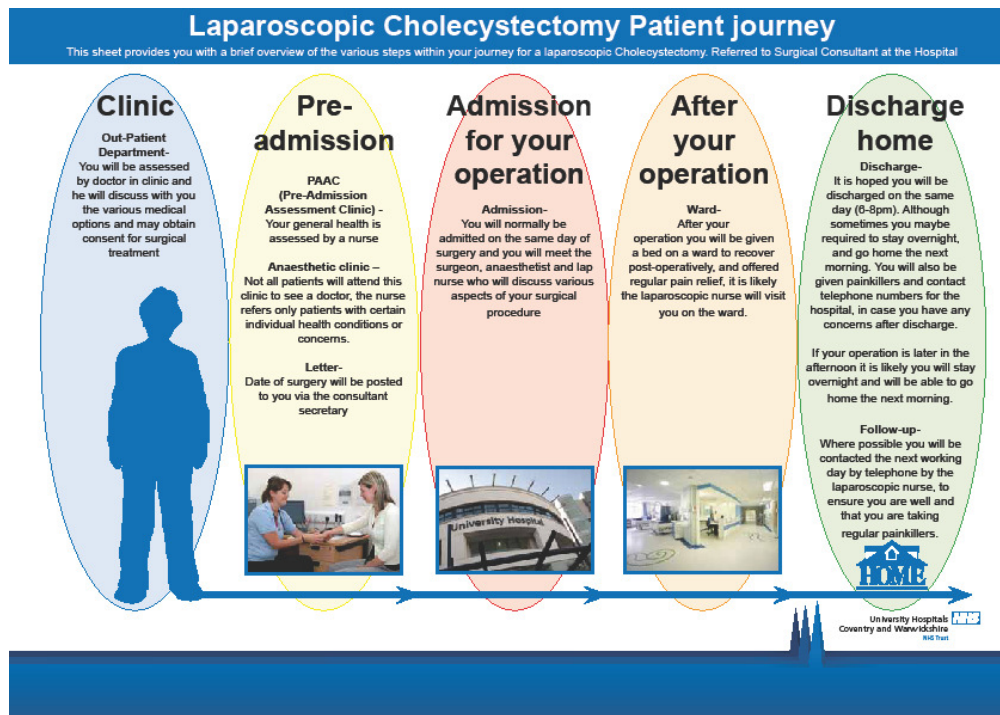 Laparoscopic Cholecystectomy Patient journey
This sheet provides you with a brief overview of the various steps within your journey for a laparoscopic Cholecystectomy. Referred to Surgical Consultant at the Hospital
Clinic
Out-Patient
Department-
You will be assessed
by doctor in clinic and
he will discuss with you
the various medical
options and may obtain
consent for surgical
treatment
Pre-
admission
PAAC
(Pre-Admission
Assessment Clinic) -
Your general health is
assessed by a nurse
Anaesthetic clinic –
Not all patients will attend this
clinic to see a doctor, the nurse
refers only patients with certain
individual health conditions or
concerns.
Letter-
Date of surgery will be posted
to you via the consultant
secretary
Admission
for your
operation
Admission-
You will normally be
admitted on the same day of
surgery and you will meet the
surgeon, anaesthetist and lap
nurse who will discuss various
aspects of your surgical
procedure
University Hospital
After
your
operation
Ward-
After your
operation you will be given
a bed on a ward to recover
post-operatively, and offered
regular pain relief, it is likely
the laparoscopic nurse will visit
you on the ward.
Discharge
home
Discharge-
It is hoped you will be
discharged on the same
day (6-8pm). Although
sometimes you maybe
required to stay overnight,
and go home the next
morning. You will also be
given painkillers and contact
telephone numbers for the
hospital, in case you have any
concerns after discharge.
If your operation is later in the
afternoon it is likely you will stay
overnight and will be able to go
home the next morning.
Follow-up-
Where possible you will be
contacted the next working
day by telephone by the
laparoscopic nurse, to
ensure you are well and
that you are taking
regular painkillers.
HOME
University Hospitals NHS
Coventry and Warwickshire
NHS Trust